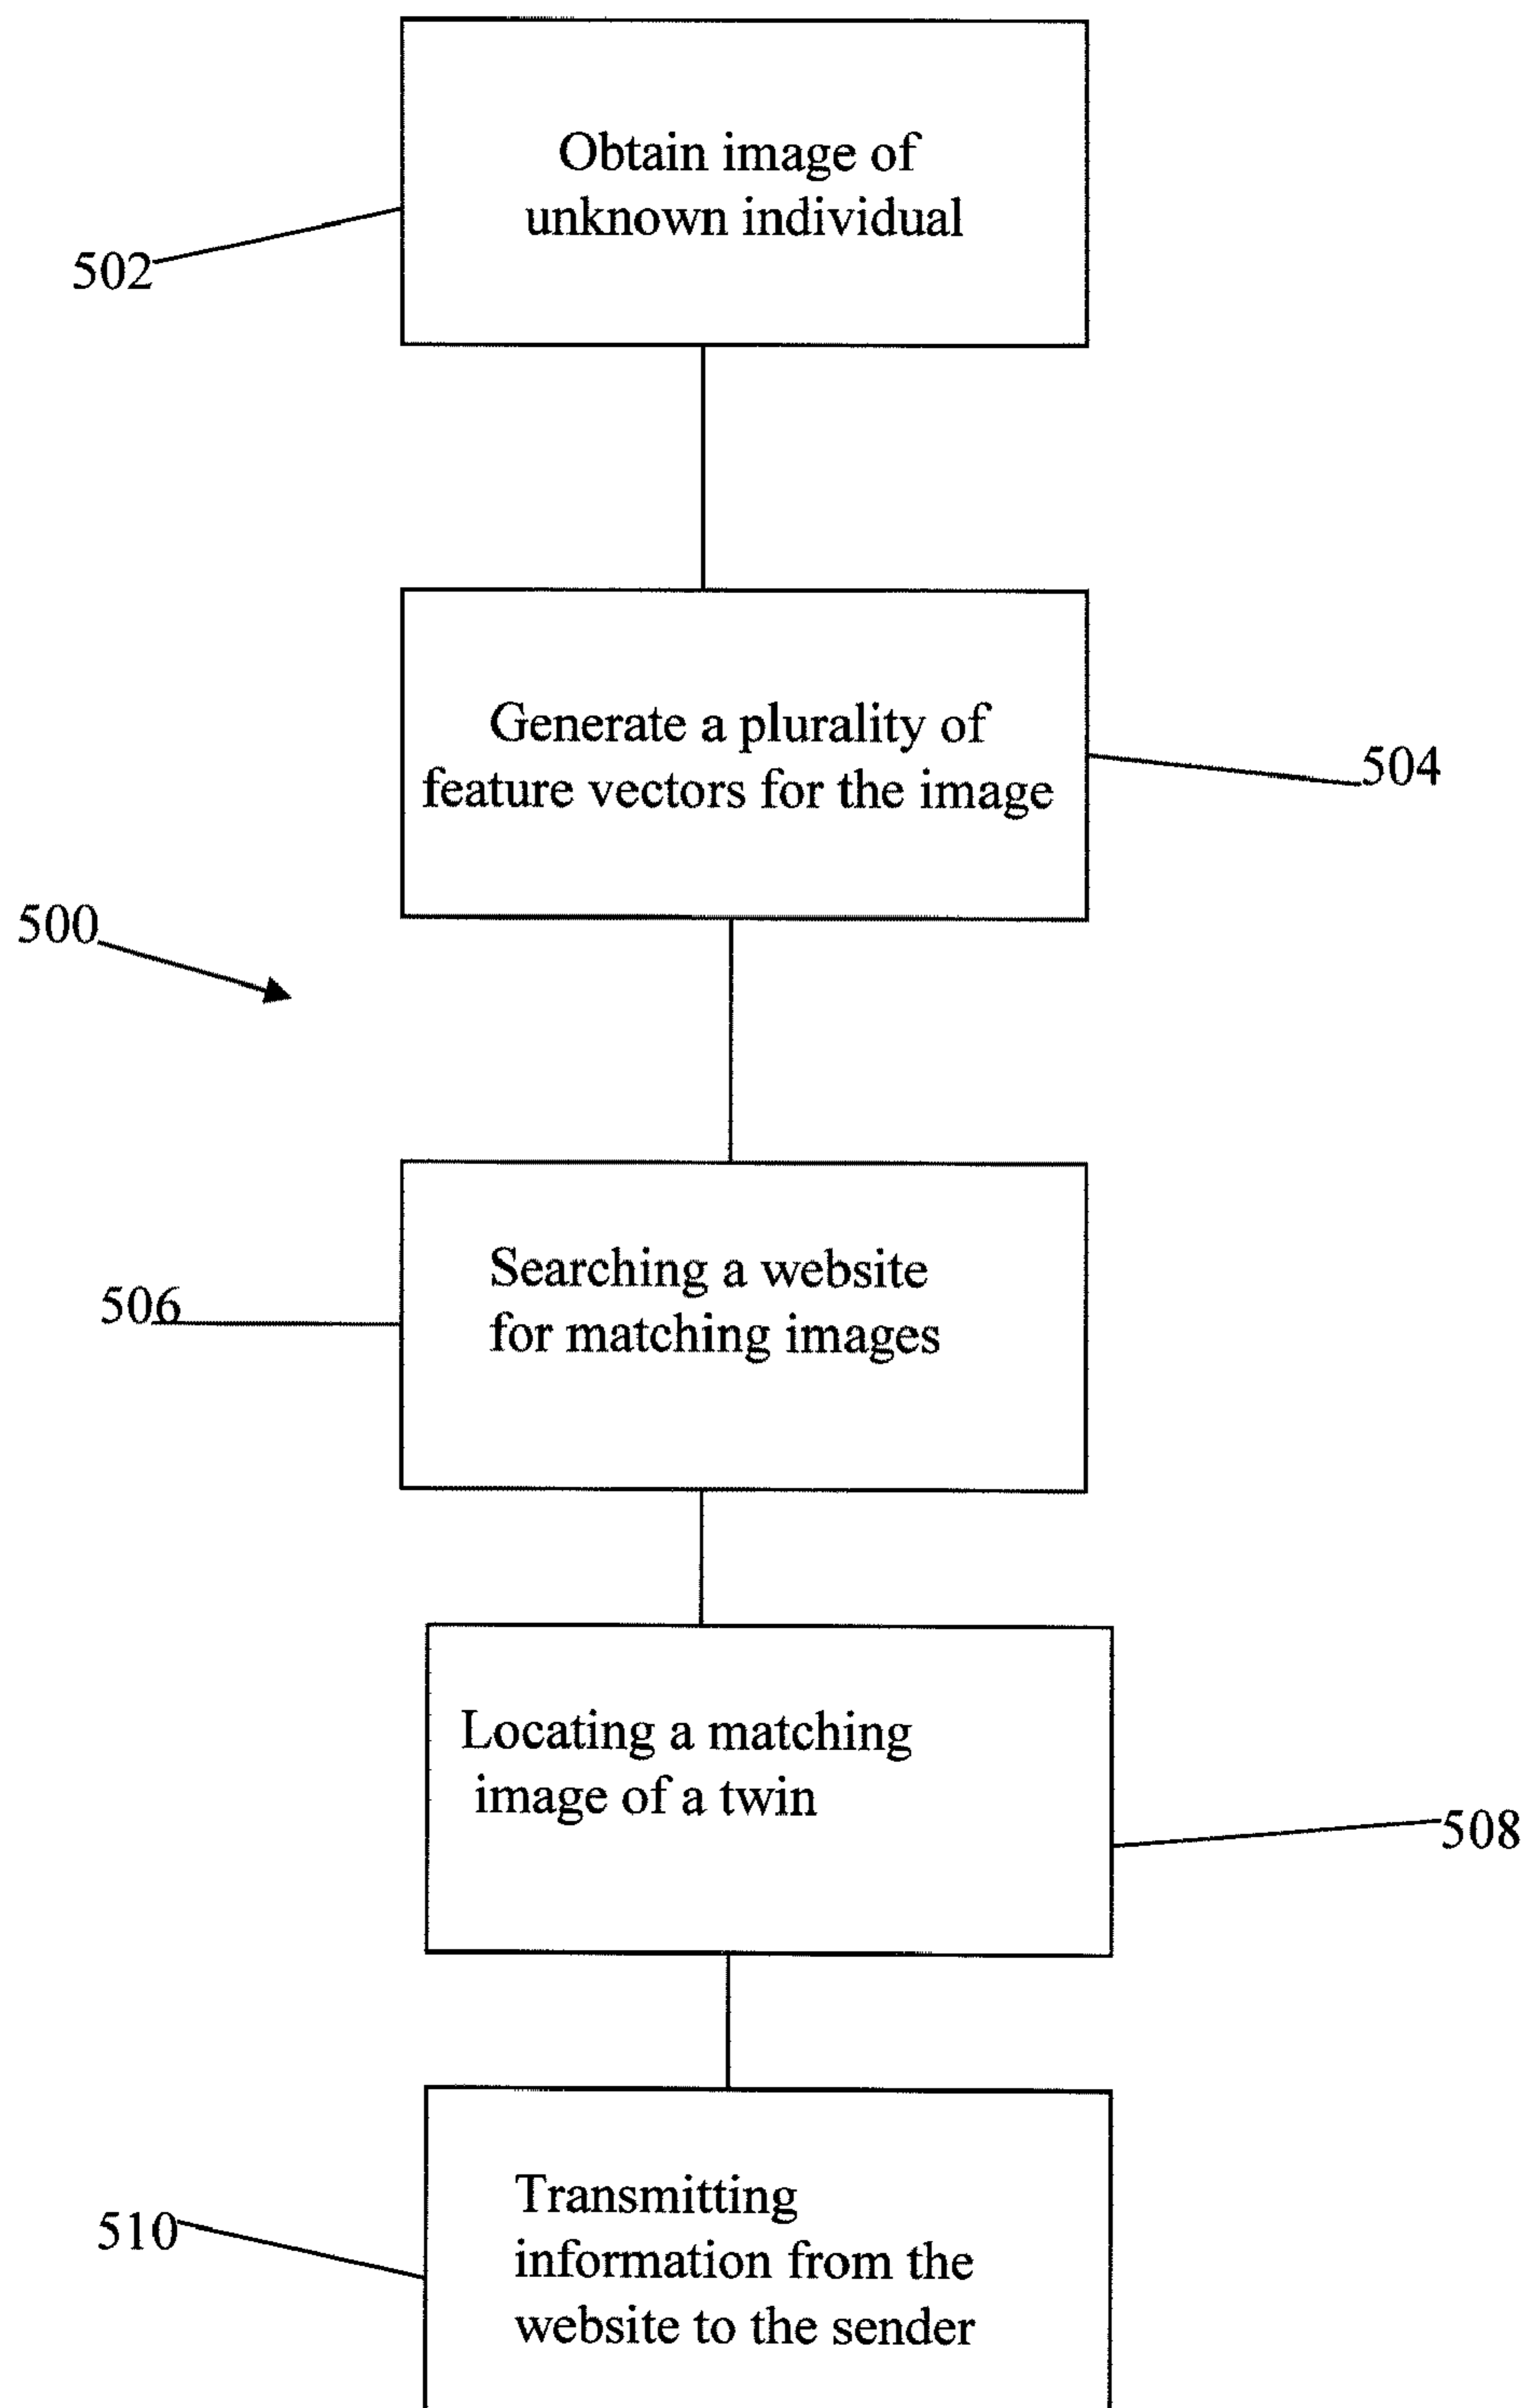 Obtain image of
unknown individual
502
Generate a plurality of
feature vectors for the image
504
500
Searching a website
for matching images
506
Locating a matching
image of a twin
508
Transmitting
information from the
website to the sender
510